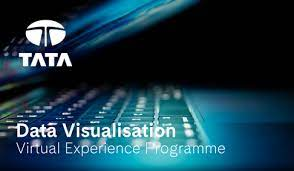 TATA
Data Visualisation
Virtual Experience Programme